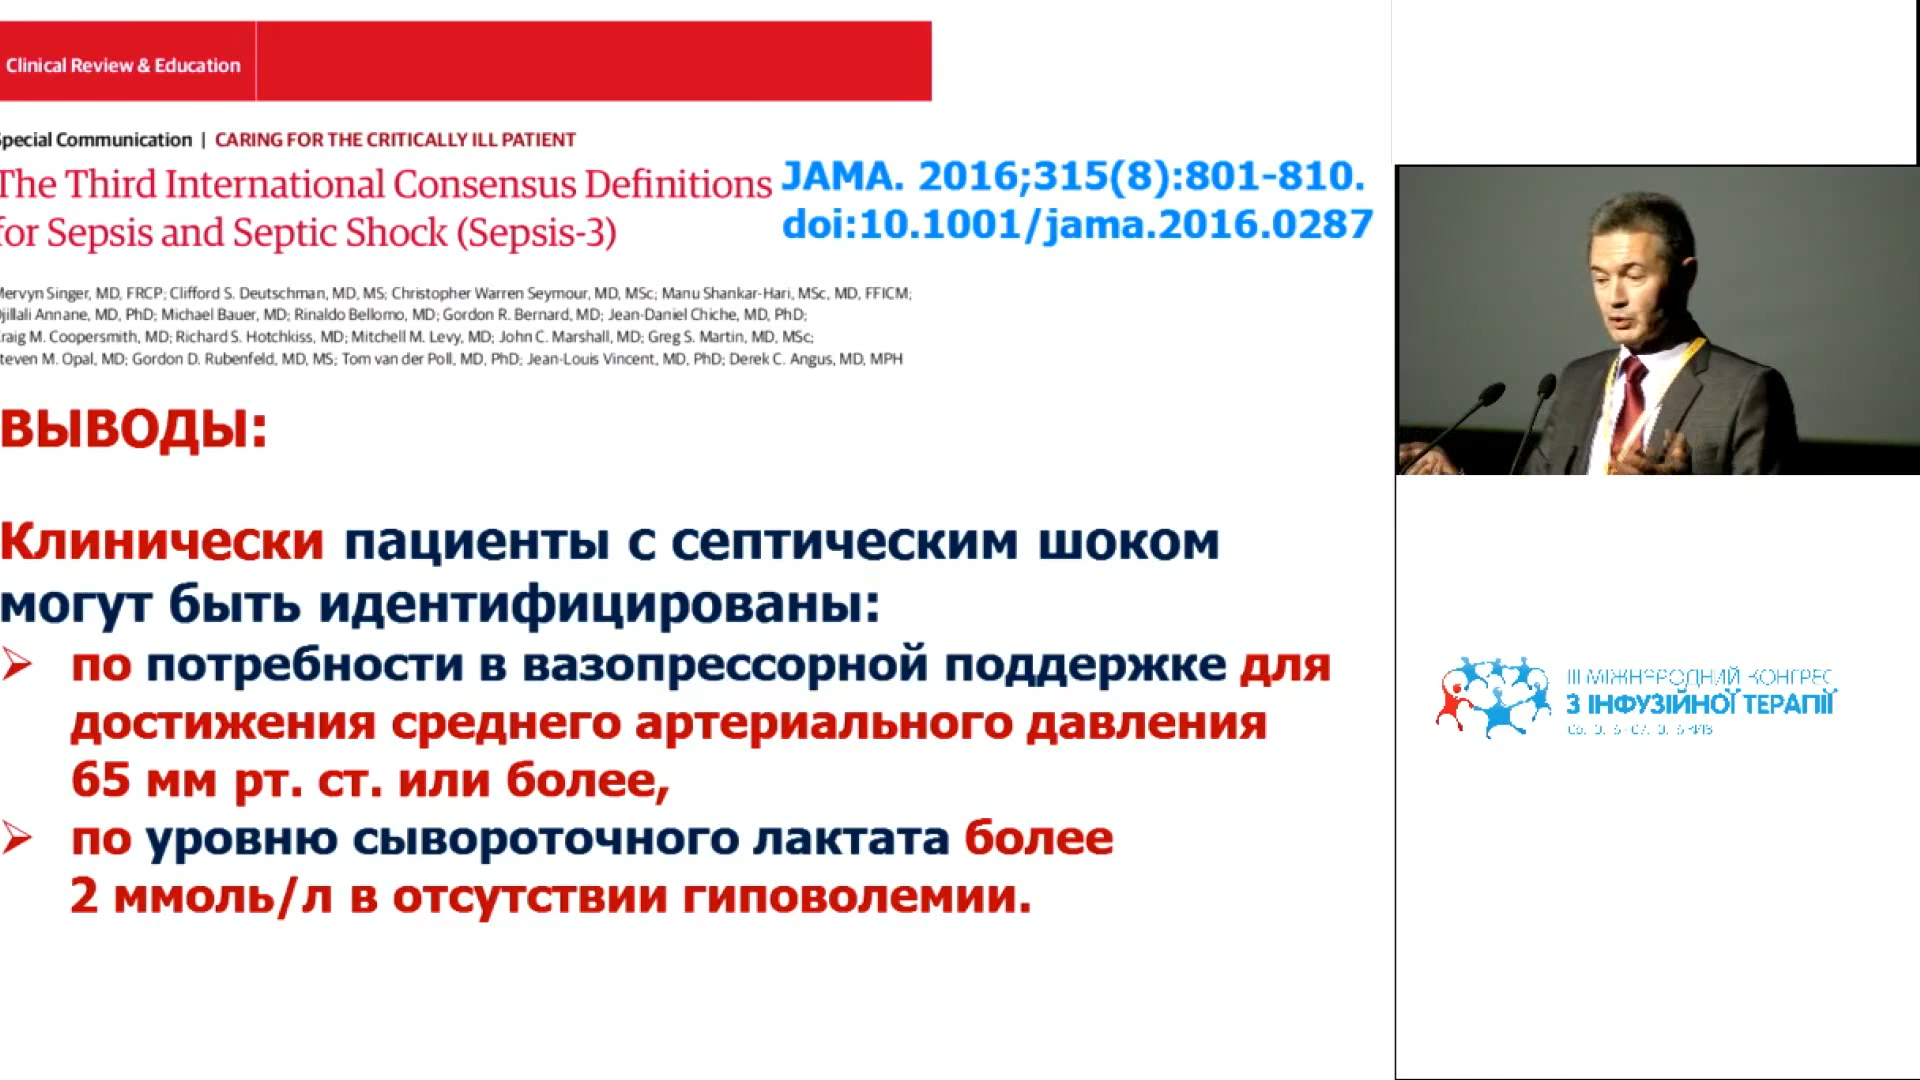 Clinical Review & Education
Special Communication | CARING FOR THE CRITICALLY ILL PATIENT
The Third International Consensus Definitions
for Sepsis and Septic Shock (Sepsis-3)
JAMA. 2016;315(8):801-810.
doi:10.1001/jama.2016.0287
Mervyn Singer, MD, FRCP; Clifford S. Deutschman, MD, MS; Christopher Warren Seymour, MD, MSc; Manu Shankar-Hari, MSc, MD, FFICM;
Djillali Annane, MD, PhD; Michael Bauer, MD; Rinaldo Bellomo, MD; Gordon R. Bernard, MD; Jean-Daniel Chiche, MD, PhD;
Craig M. Coopersmith, MD; Richard S. Hotchkiss, MD; Mitchell M. Levy, MD; John C. Marshall, MD; Greg S. Martin, MD, MSc;
Steven M. Opal, MD; Gordon D. Rubenfeld, MD, MS; Tom van der Poll, MD, PhD; Jean-Louis Vincent, MD, PhD; Derek C. Angus, MD, MPH
ВЫВОДЫ:
Клинически пациенты с септическим шоком
могут быть идентифицированы:
по потребности в вазопрессорной поддержке для
достижения среднего артериального давления
65 мм рт. ст. или более,
по уровню сывороточного лактата более
2 ммоль/л в отсутствии гиповолемии.
III МІЖНАРОДНИЙ КОНГРЕС
З ІНФУЗІЙНОЇ ТЕРАПІЇ